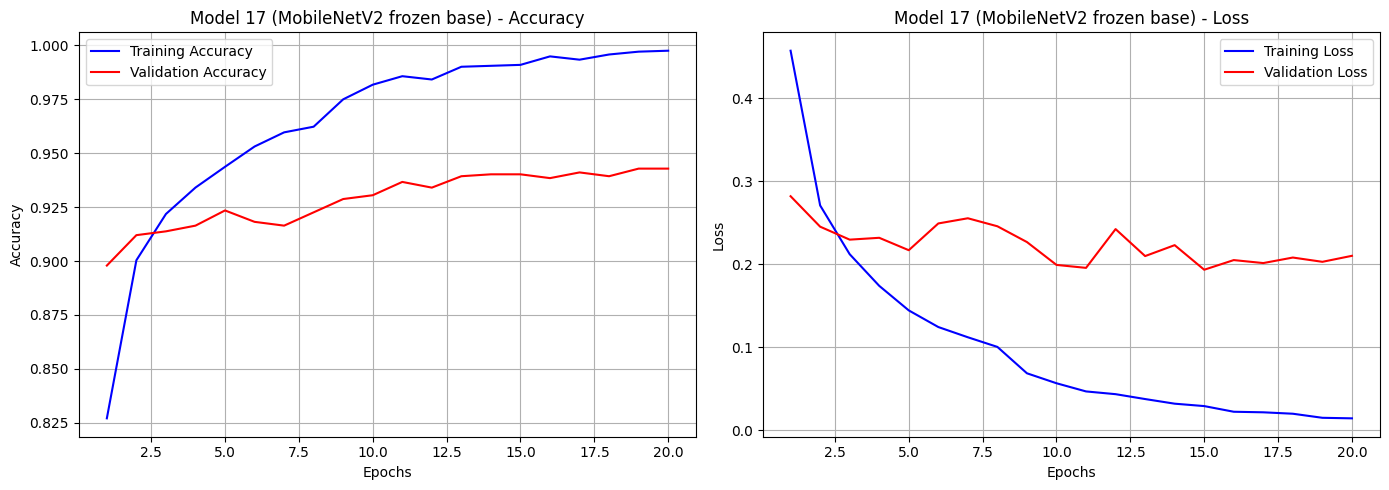 Model 17 (MobileNetV2 frozen base) - Accuracy
Training Accuracy
Validation Accuracy
1.000
0.975
0.950
0.925
0.900
0.875
0.850
0.825
Accuracy
2.5 5.0 7.5 10.0 12.5 15.0 17.5 20.0
Epochs
Model 17 (MobileNetV2 frozen base) - Loss
Training Loss
Validation Loss
0.4
0.3
0.2
0.1
0.0
Loss
2.5 5.0 7.5 10.0 12.5 15.0 17.5 20.0
Epochs